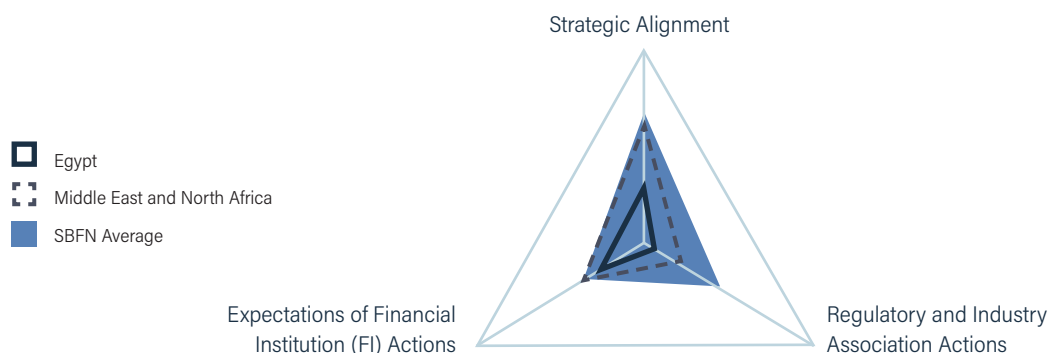 Strategic Alignment
Egypt
Middle East and North Africa
SBFN Average
Expectations of Financial
Institution (FI) Actions
Regulatory and Industry
Association Actions